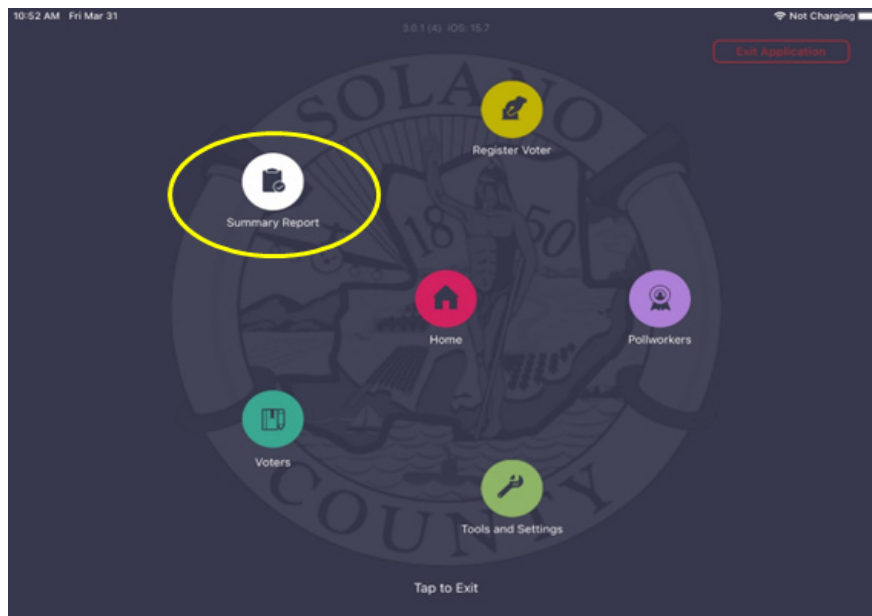 10:52 AM Fri Mar 31
Not Charging
3.0.1 (4) iOS: 15.7
Exit Application
SOLANO
Register Voter
Summary Report
18 50
Home
Pollworkers
Voters
Tools and Settings
COUNTY
Tap to Exit